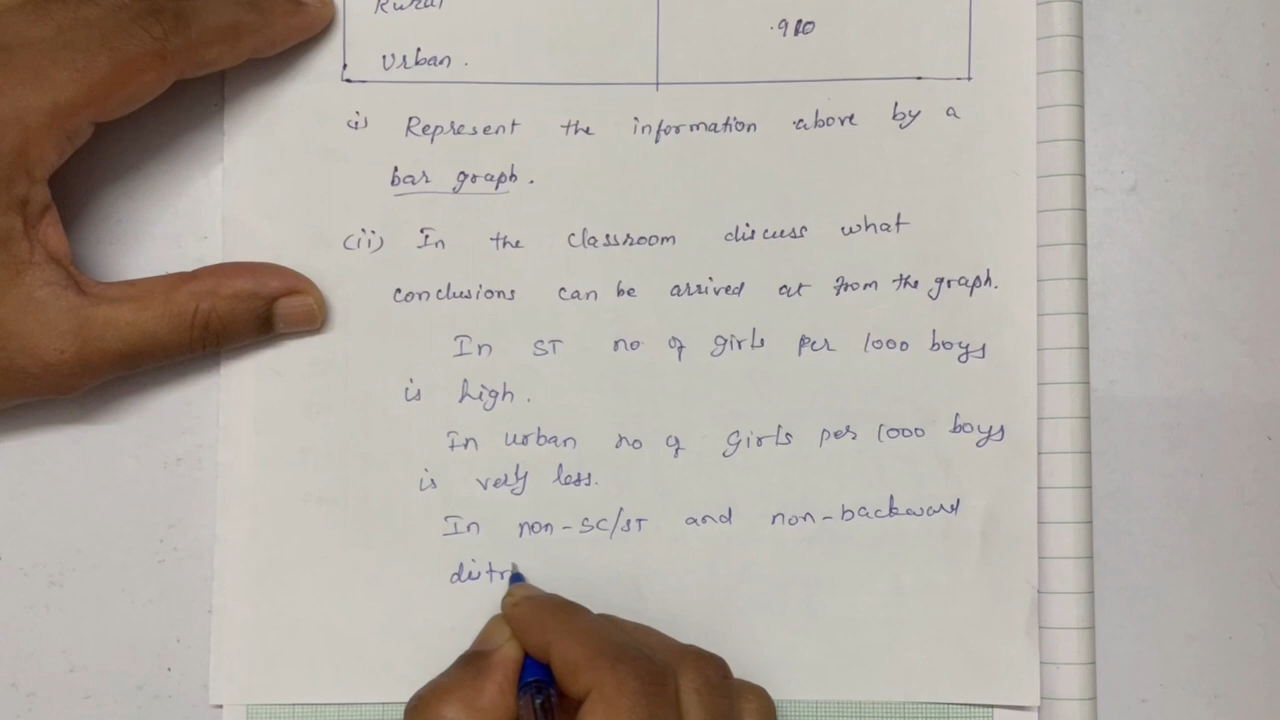 Rural
.910
Urban.
(i) Represent the information above by a
bar graph.
(ii) In the classroom discuss what
conclusions can be arrived at from the graph.
In ST no of girls per 1000 boys
is high.
In urban no of Girls per 1000 boys
is very less.
In non-SC/ST and non-backward
distr